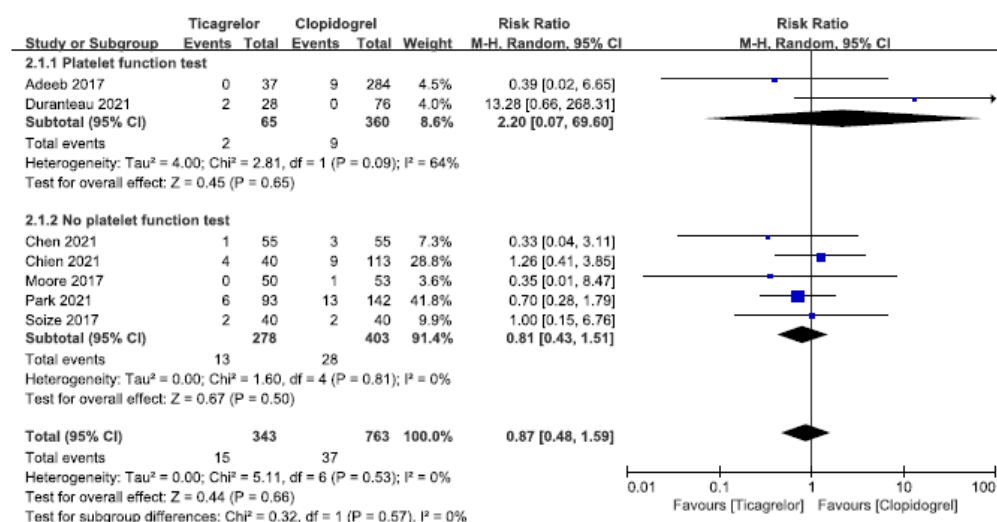 Ticagrelor Clopidogrel Risk Ratio Risk Ratio
Study or Subgroup Events Total Events Total Weight M-H, Random, 95% CI M-H, Random, 95% CI
2.1.1 Platelet function test
Adeeb 2017 0 37 9 284 4.5% 0.39 [0.02, 6.65]
Duranteau 2021 2 28 0 76 4.0% 13.28 [0.66, 268.31]
Subtotal (95% CI) 65 360 8.6% 2.20 [0.07, 69.60]
Total events 2 9
Heterogeneity: Tau² = 4.00; Chi² = 2.81, df = 1 (P = 0.09); I² = 64%
Test for overall effect: Z = 0.45 (P = 0.65)
2.1.2 No platelet function test
Chen 2021 1 55 3 55 7.3% 0.33 [0.04, 3.11]
Chien 2021 4 40 9 113 28.8% 1.26 [0.41, 3.85]
Moore 2017 0 50 1 53 3.6% 0.35 [0.01, 8.47]
Park 2021 6 93 13 142 41.8% 0.70 [0.28, 1.79]
Soize 2017 2 40 2 40 9.9% 1.00 [0.15, 6.76]
Subtotal (95% CI) 278 403 91.4% 0.81 [0.43, 1.51]
Total events 13 28
Heterogeneity: Tau² = 0.00; Chi² = 1.60, df = 4 (P = 0.81); I² = 0%
Test for overall effect: Z = 0.67 (P = 0.50)
Total (95% CI) 343 763 100.0% 0.87 [0.48, 1.59]
Total events 15 37
Heterogeneity: Tau² = 0.00; Chi² = 5.11, df = 6 (P = 0.53); I² = 0%
Test for overall effect: Z = 0.44 (P = 0.66)
Test for subgroup differences: Chi² = 0.32, df = 1 (P = 0.57), I² = 0%
0.01 0.1 1 10 100
Favours [Ticagrelor] Favours [Clopidogrel]